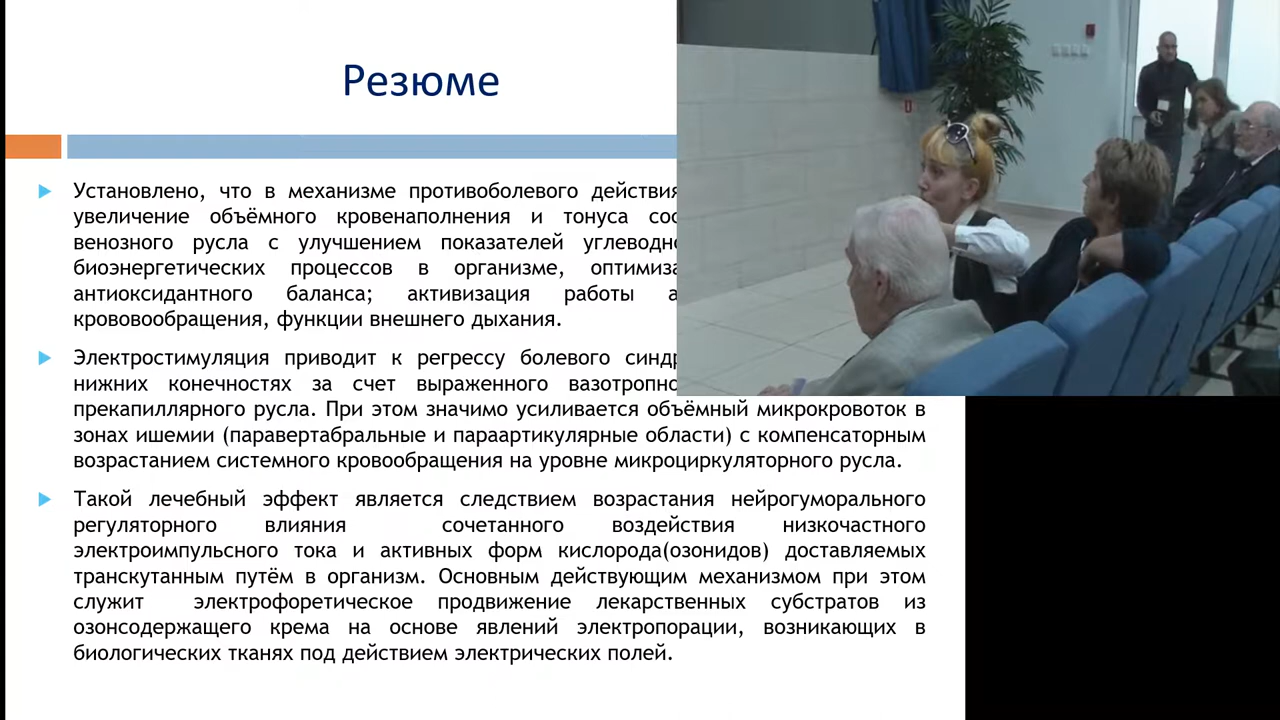 Резюме
Установлено, что в механизме противоболевого действия
увеличение объёмного кровенаполнения и тонуса
венозного русла с улучшением показателей
биоэнергетических процессов в организме,
антиоксидантного баланса; активизация работы
крововообращения, функции внешнего дыхания.
Электростимуляция приводит к регрессу болевого
нижних конечностях за счет выраженного
прекапиллярного русла. При этом значимо усиливается объёмный микрокровоток в
зонах ишемии (паравертабральные и параартикулярные области) с компенсаторным
возрастанием системного кровообращения на уровне микроциркуляторного русла.
Такой лечебный эффект является следствием возрастания нейрогуморального
регуляторного влияния сочетанного воздействия низкочастного
электроимпульсного тока и активных форм кислорода(озонидов) доставляемых
транскутанным путём в организм. Основным действующим механизмом при этом
служит электрофоретическое продвижение лекарственных субстратов из
озонсодержащего крема на основе явлений электропорации, возникающих в
биологических тканях под действием электрических полей.